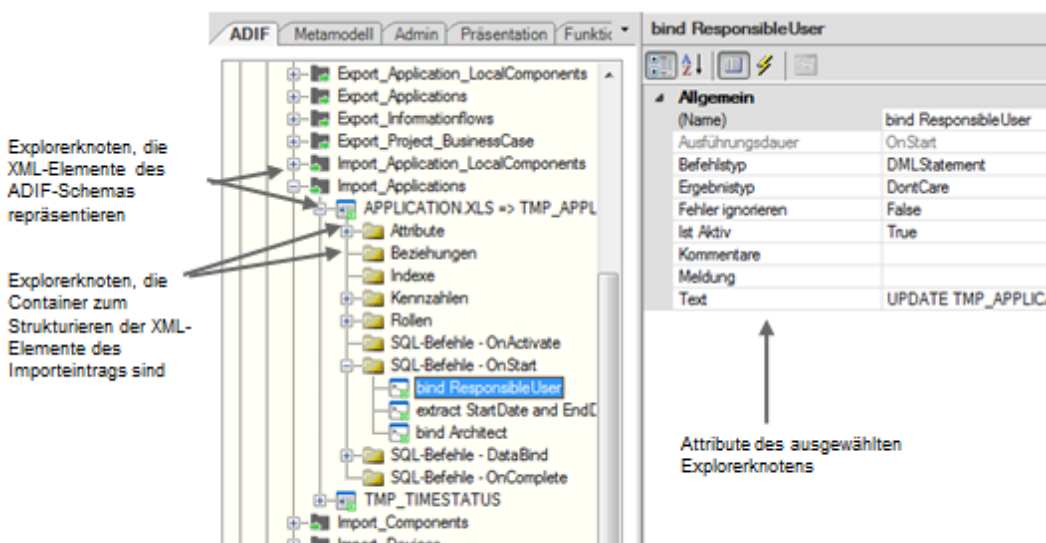 ADIF Metamodell Admin Präsentation Funktic
bind ResponsibleUser
Export_Application_LocalComponents
Export_Applications
Export_Informationflows
Export_Project_BusinessCase
Import_Application_LocalComponents
Import_Applications
APPLICATION.XLS => TMP_APPL
Attribute
Beziehungen
Indexe
Kennzahlen
Rollen
SQL-Befehle - OnActivate
SQL-Befehle - OnStart
bind ResponsibleUser
extract StartDate and EndD
bind Architect
SQL-Befehle - DataBind
SQL-Befehle - OnComplete
TMP_TIMESTATUS
Import_Components
Import_Devices
Explorerknoten, die
XML-Elemente des
ADIF-Schemas
repräsentieren
Explorerknoten, die
Container zum
Strukturieren der XML-
Elemente des
Importeintrags sind
Allgemein
(Name) bind ResponsibleUser
Ausführungsdauer OnStart
Befehlstyp DMLStatement
Ergebnistyp DontCare
Fehler ignorieren False
Ist Aktiv True
Kommentare
Meldung
Text UPDATE TMP_APPLICA
Attribute des ausgewählten
Explorerknotens